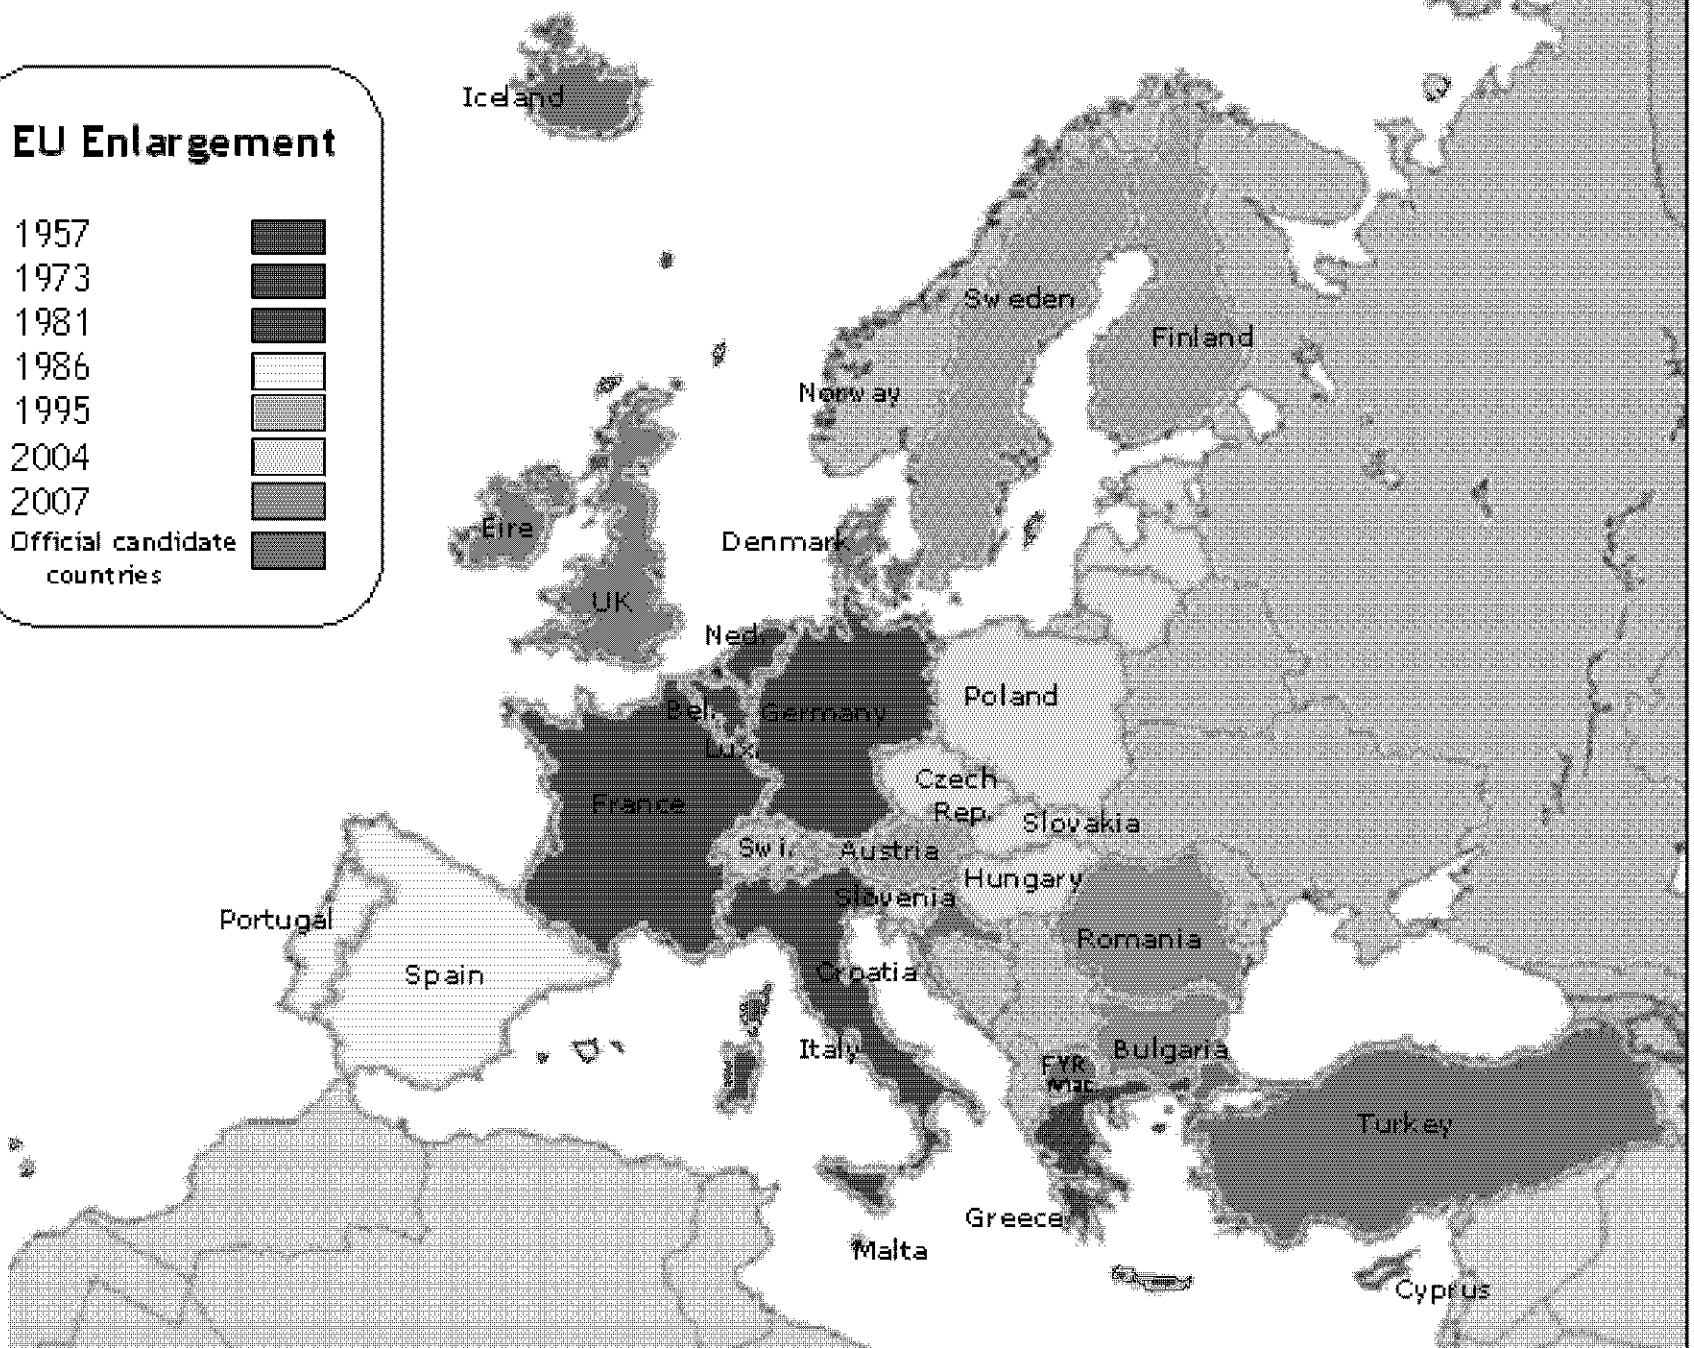 EU Enlargement
1957
1973
1981
1986
1995
2004
2007
Official candidate
countries
Iceland
Sweden
Finland
Norway
Eire
Denmark
UK
Ned.
Poland
Bel.
Germany
Lux.
Czech
Rep.
France
Slovakia
Swi.
Austria
Hungary
Slovenia
Portugal
Romania
Spain
Croatia
Italy
Bulgaria
FYR
Mac.
Turkey
Greece
Malta
Cyprus